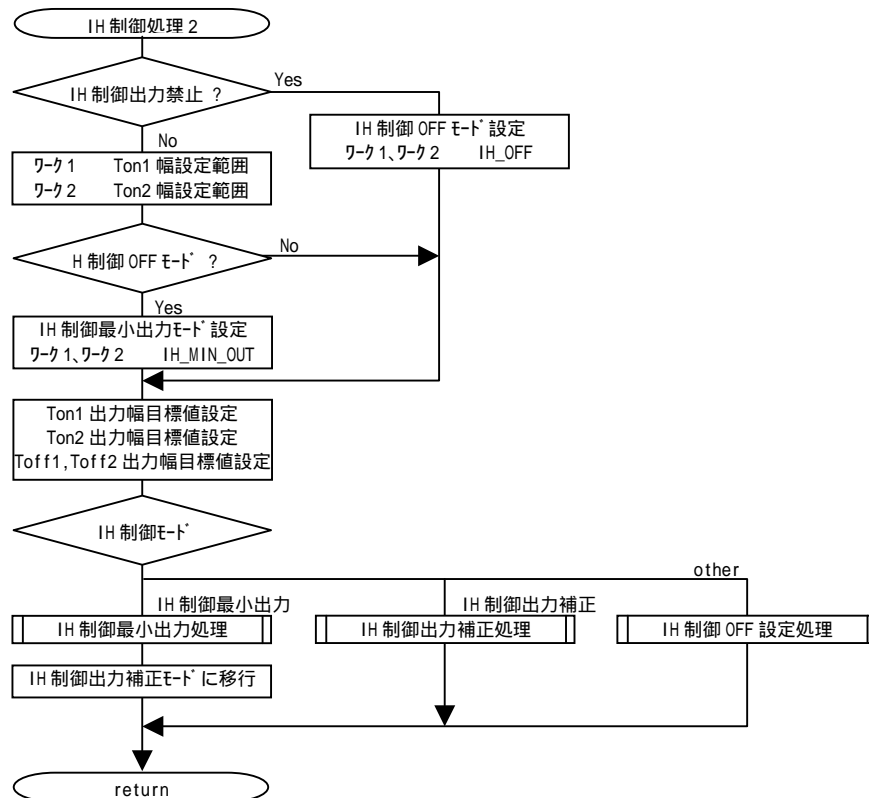 IH 制御処理 2
IH 制御出力禁止 ?
Yes
IH 制御 OFF ﾓｰﾄﾞ設定
ﾜｰｸ 1､ﾜｰｸ 2 IH_OFF
No
ﾜｰｸ 1 Ton1 幅設定範囲
ﾜｰｸ 2 Ton2 幅設定範囲
H 制御 OFF ﾓｰﾄﾞ ?
No
Yes
IH 制御最小出力ﾓｰﾄﾞ設定
ﾜｰｸ 1､ﾜｰｸ 2 IH_MIN_OUT
Ton1 出力幅目標値設定
Ton2 出力幅目標値設定
Toff1,Toff2 出力幅目標値設定
IH 制御ﾓｰﾄﾞ
other
IH 制御最小出力
IH 制御出力補正
IH 制御最小出力処理
IH 制御出力補正処理
IH 制御 OFF 設定処理
IH 制御出力補正ﾓｰﾄﾞに移行
return